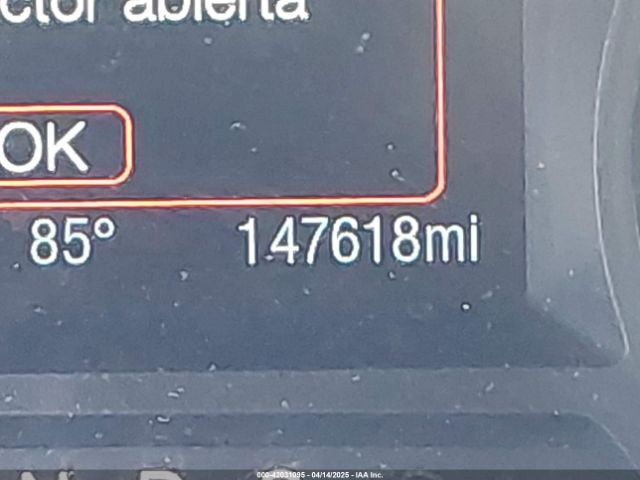 ctor abierta
OK
85° 147618mi
000-42031095 - 04/14/2025 - IAA Inc.